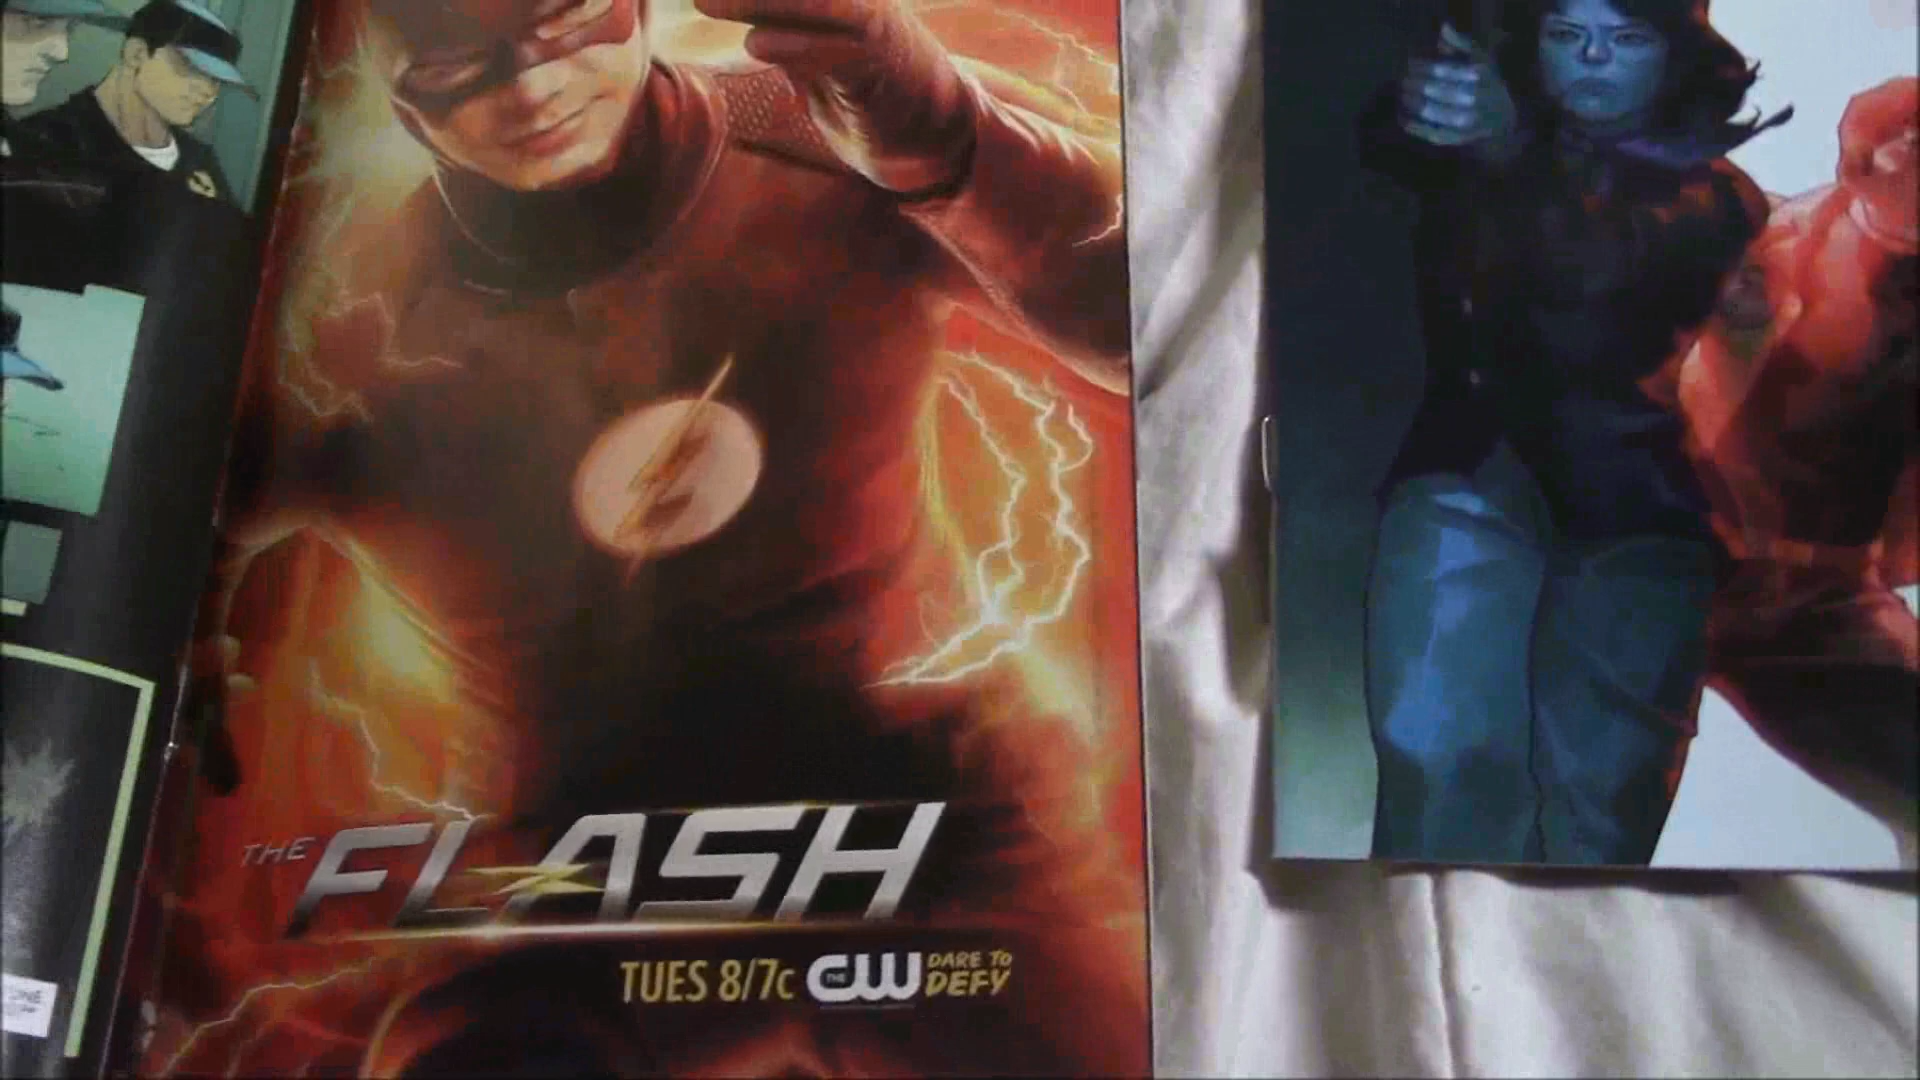 THE FLASH
TUES 8/7c THE CW DARE TO
DEFY